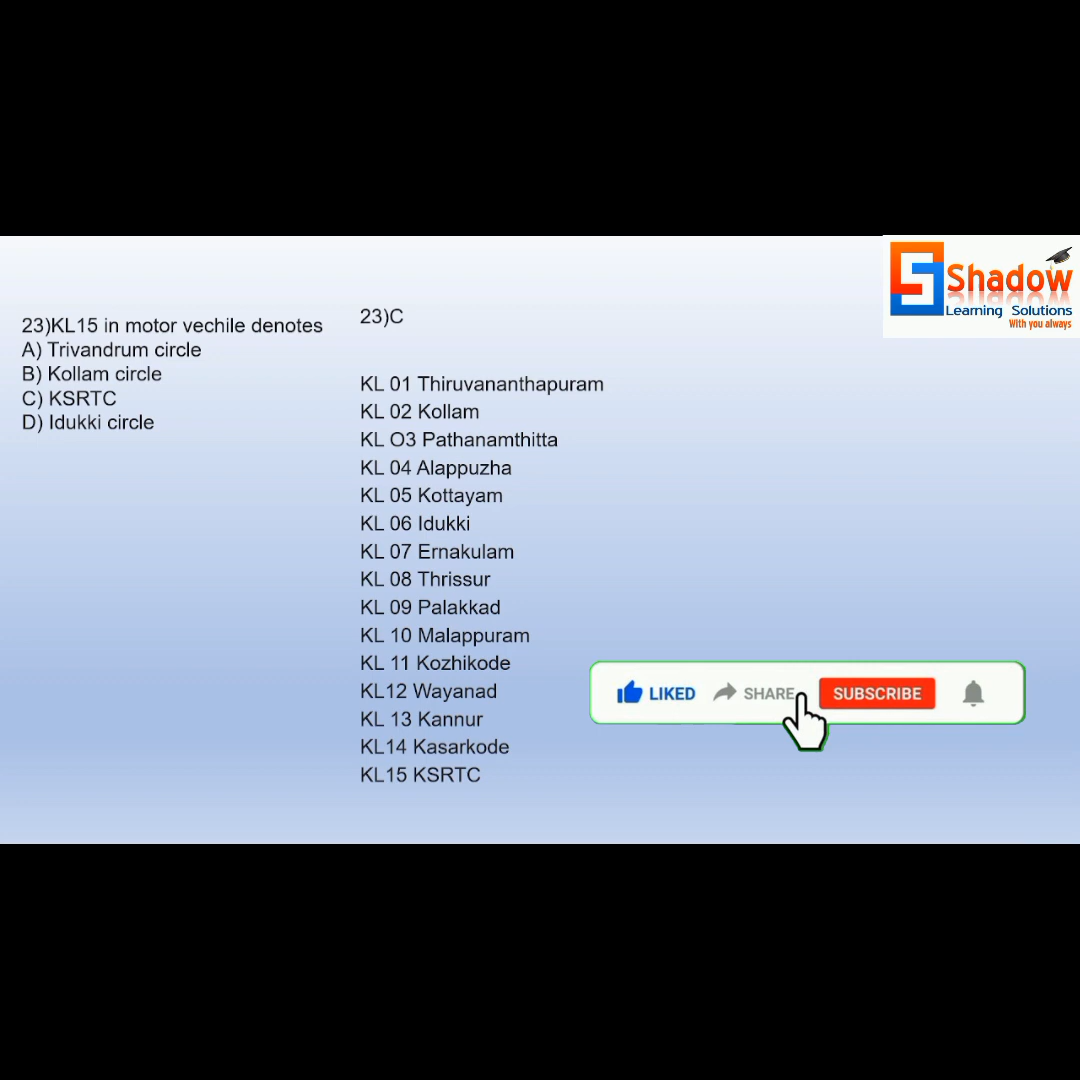 Shadow
Learning Solutions
With you always
23)KL15 in motor vechile denotes
A) Trivandrum circle
B) Kollam circle
C) KSRTC
D) Idukki circle
23)C
KL 01 Thiruvananthapuram
KL 02 Kollam
KL O3 Pathanamthitta
KL 04 Alappuzha
KL 05 Kottayam
KL 06 Idukki
KL 07 Ernakulam
KL 08 Thrissur
KL 09 Palakkad
KL 10 Malappuram
KL 11 Kozhikode
KL12 Wayanad
KL 13 Kannur
KL14 Kasarkode
KL15 KSRTC
LIKED SHARE SUBSCRIBE